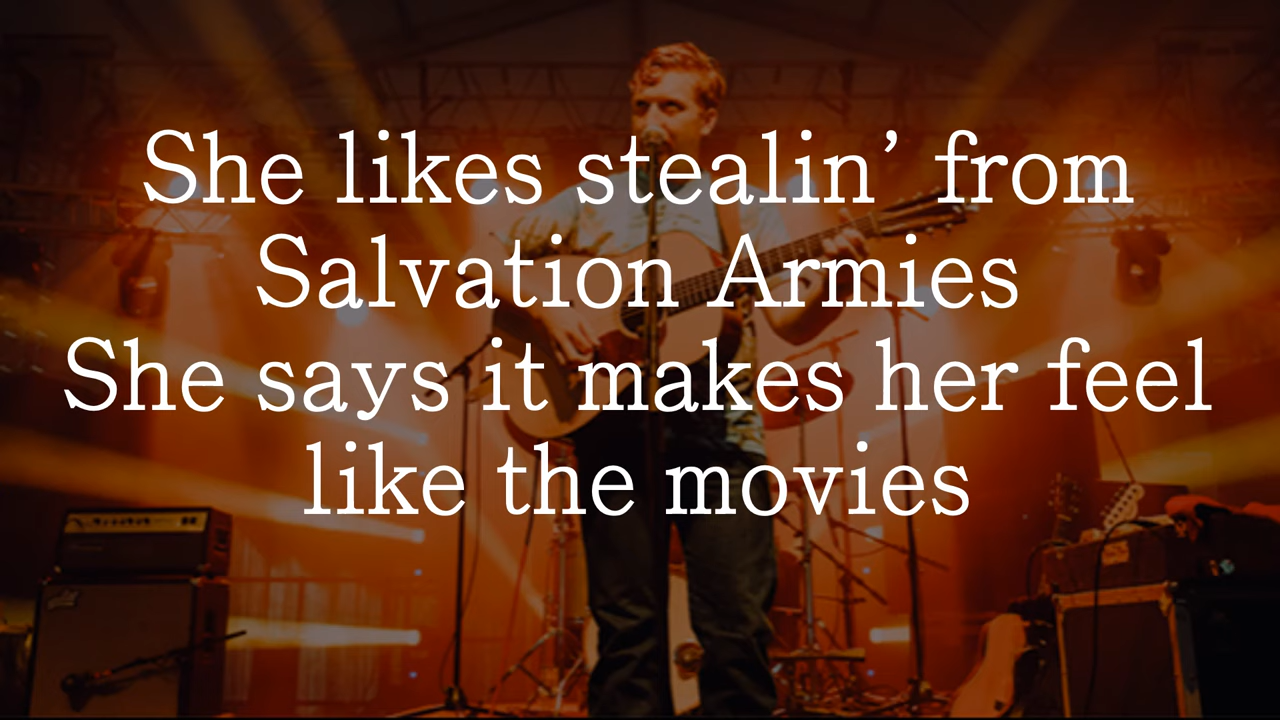 She likes stealin’ from
Salvation Armies
She says it makes her feel
like the movies